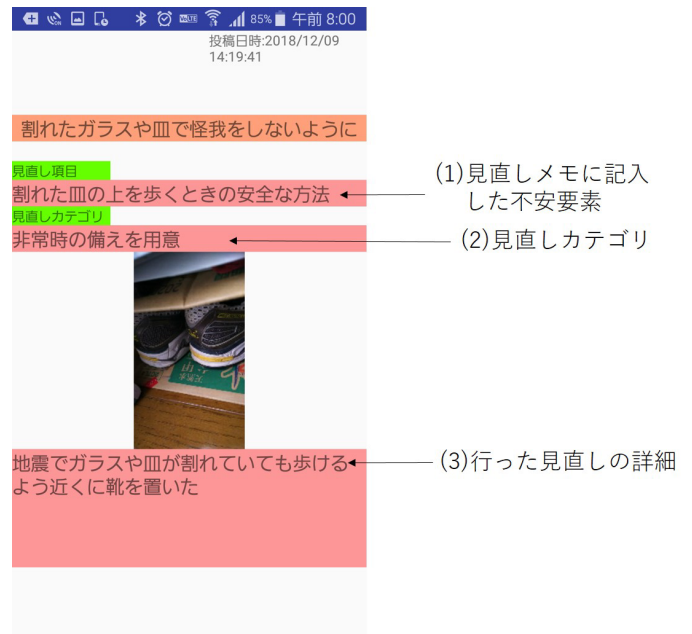 85% 午前 8:00
投稿日時:2018/12/09
14:19:41
割れたガラスや皿で怪我をしないように
見直し項目
割れた皿の上を歩くときの安全な方法
(1)見直しメモに記入
した不安要素
見直しカテゴリ
非常時の備えを用意
(2)見直しカテゴリ
天然水
地震でガラスや皿が割れていても歩ける
よう近くに靴を置いた
(3)行った見直しの詳細